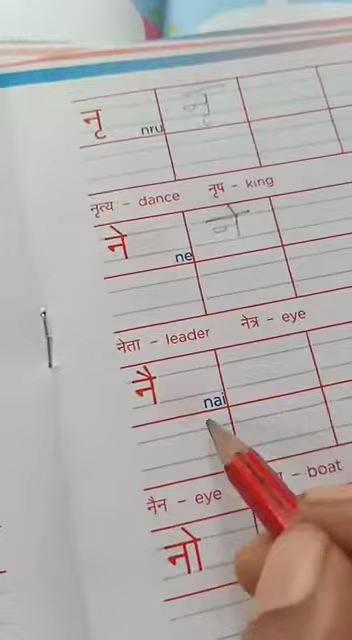 नृ nru नृ
नृत्य - dance नृप - king
ने ne ने
नेता - leader नेत्र - eye
नै nai
नैन - eye - boat
नो